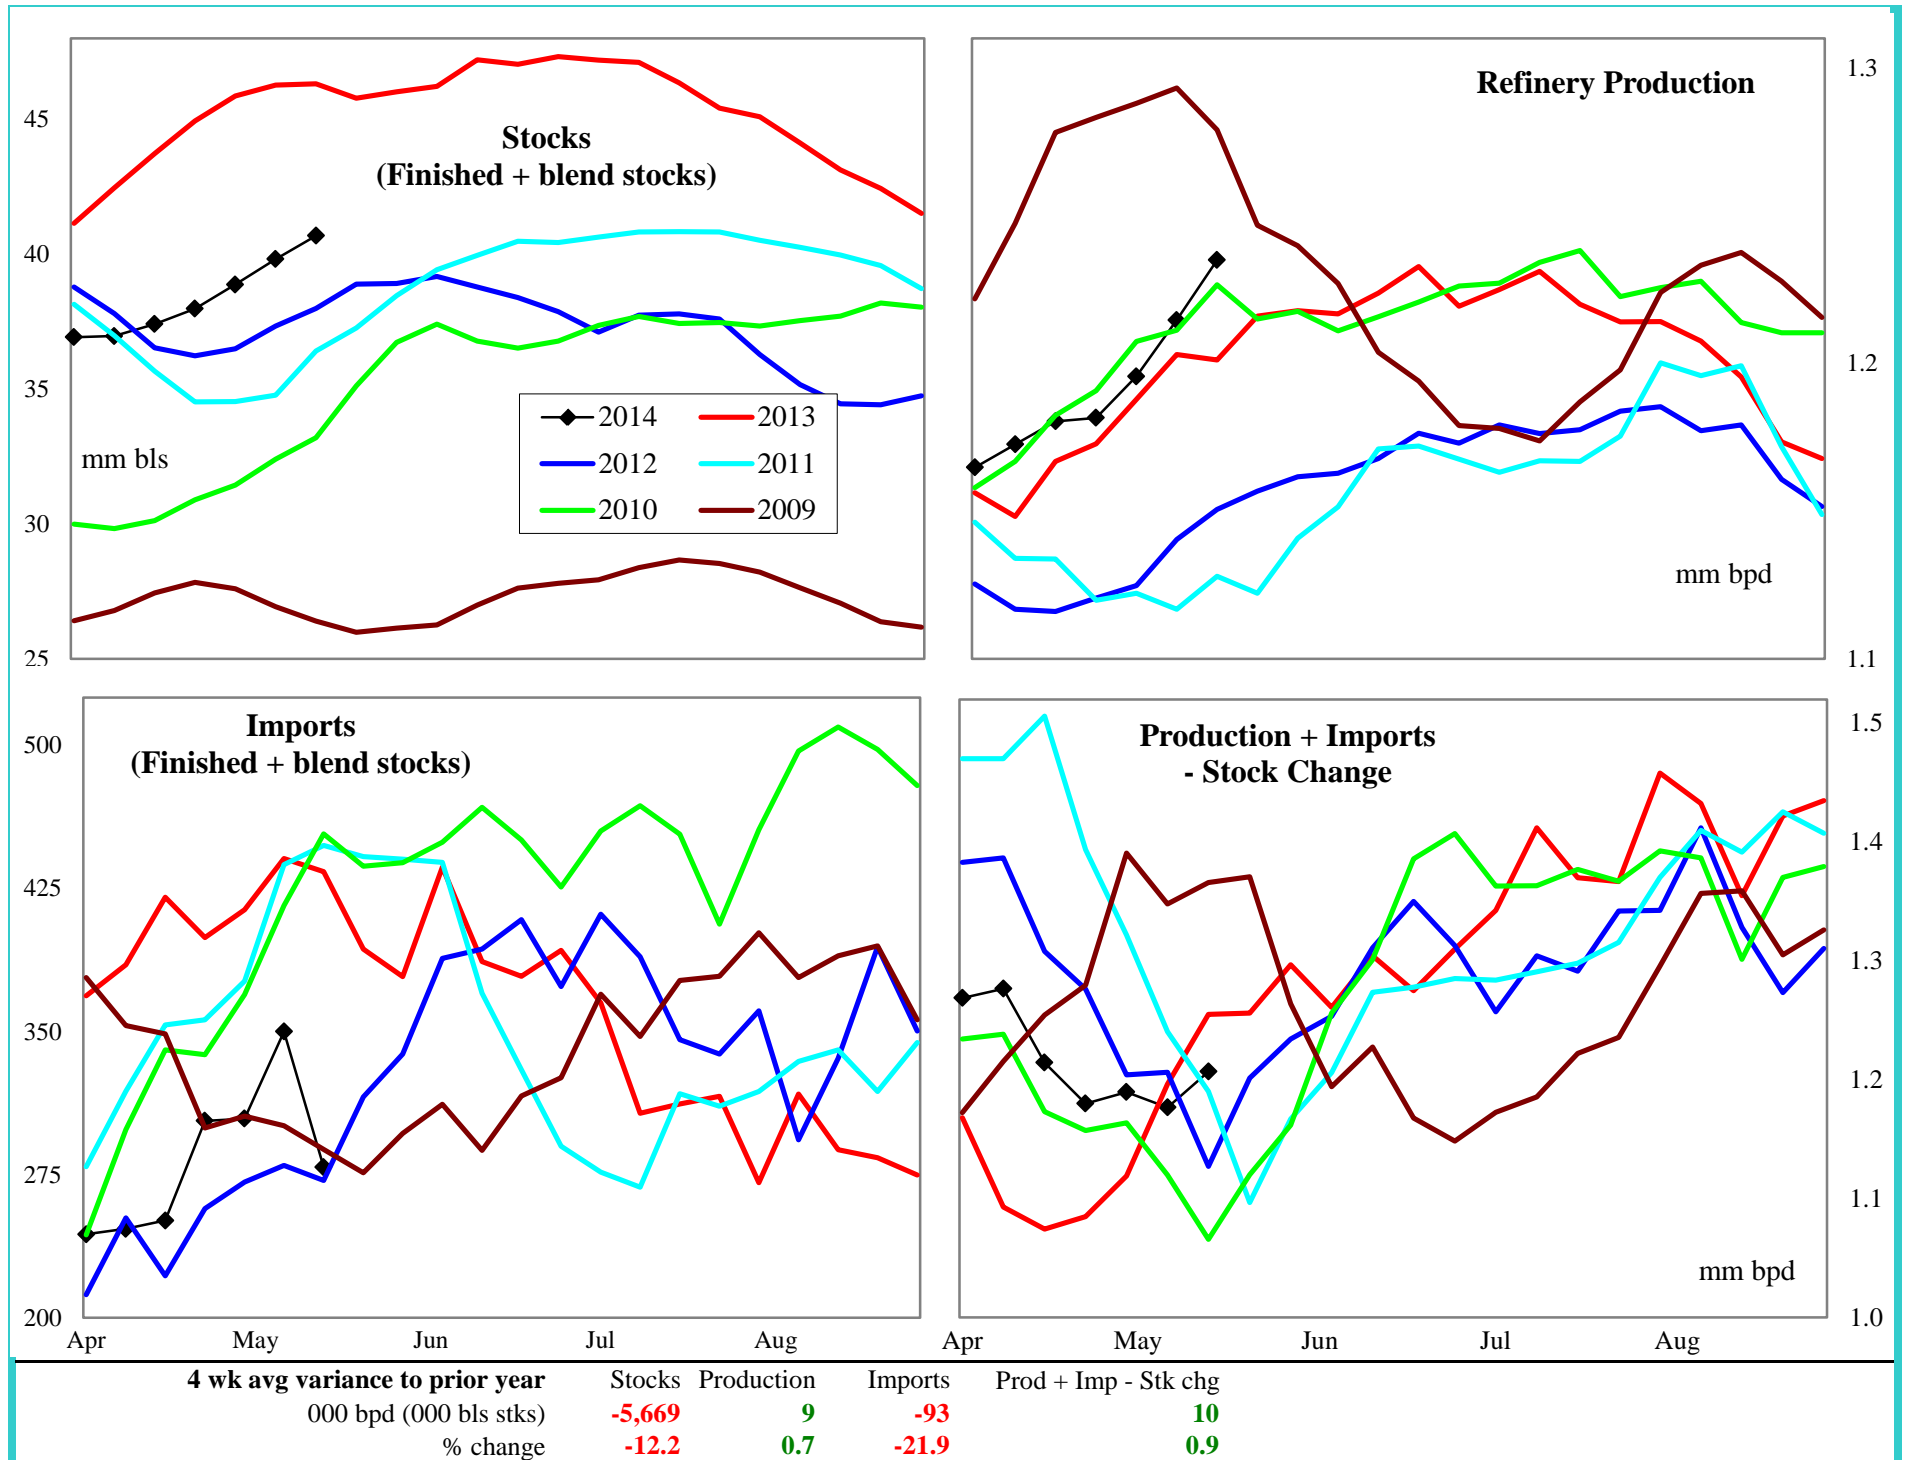 45
40
35
30
25
Stocks
(Finished + blend stocks)
mm bls
2014 2013
2012 2011
2010 2009
Refinery Production
mm bpd
1.3
1.2
1.1
Imports
(Finished + blend stocks)
500
425
350
275
200
Apr May Jun Jul Aug
Production + Imports
- Stock Change
mm bpd
1.5
1.4
1.3
1.2
1.1
1.0
Apr May Jun Jul Aug
4 wk avg variance to prior year Stocks Production Imports Prod + Imp - Stk chg
000 bpd (000 bls stks) -5,669 9 -93 10
% change -12.2 0.7 -21.9 0.9